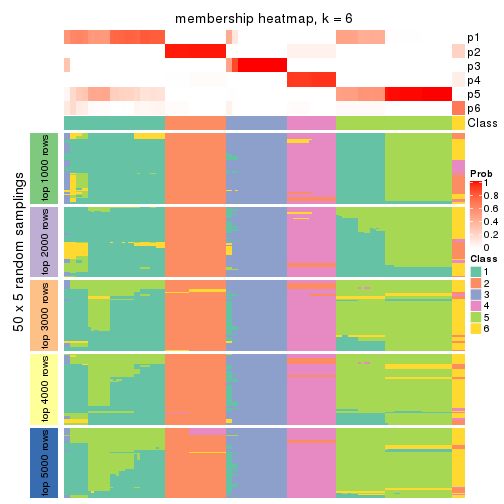 membership heatmap, k = 6
p1
p2
p3
p4
p5
p6
Class
50 x 5 random samplings
top 1000 rows
top 2000 rows
top 3000 rows
top 4000 rows
top 5000 rows
Prob
1
0.8
0.6
0.4
0.2
0
Class
1
2
3
4
5
6